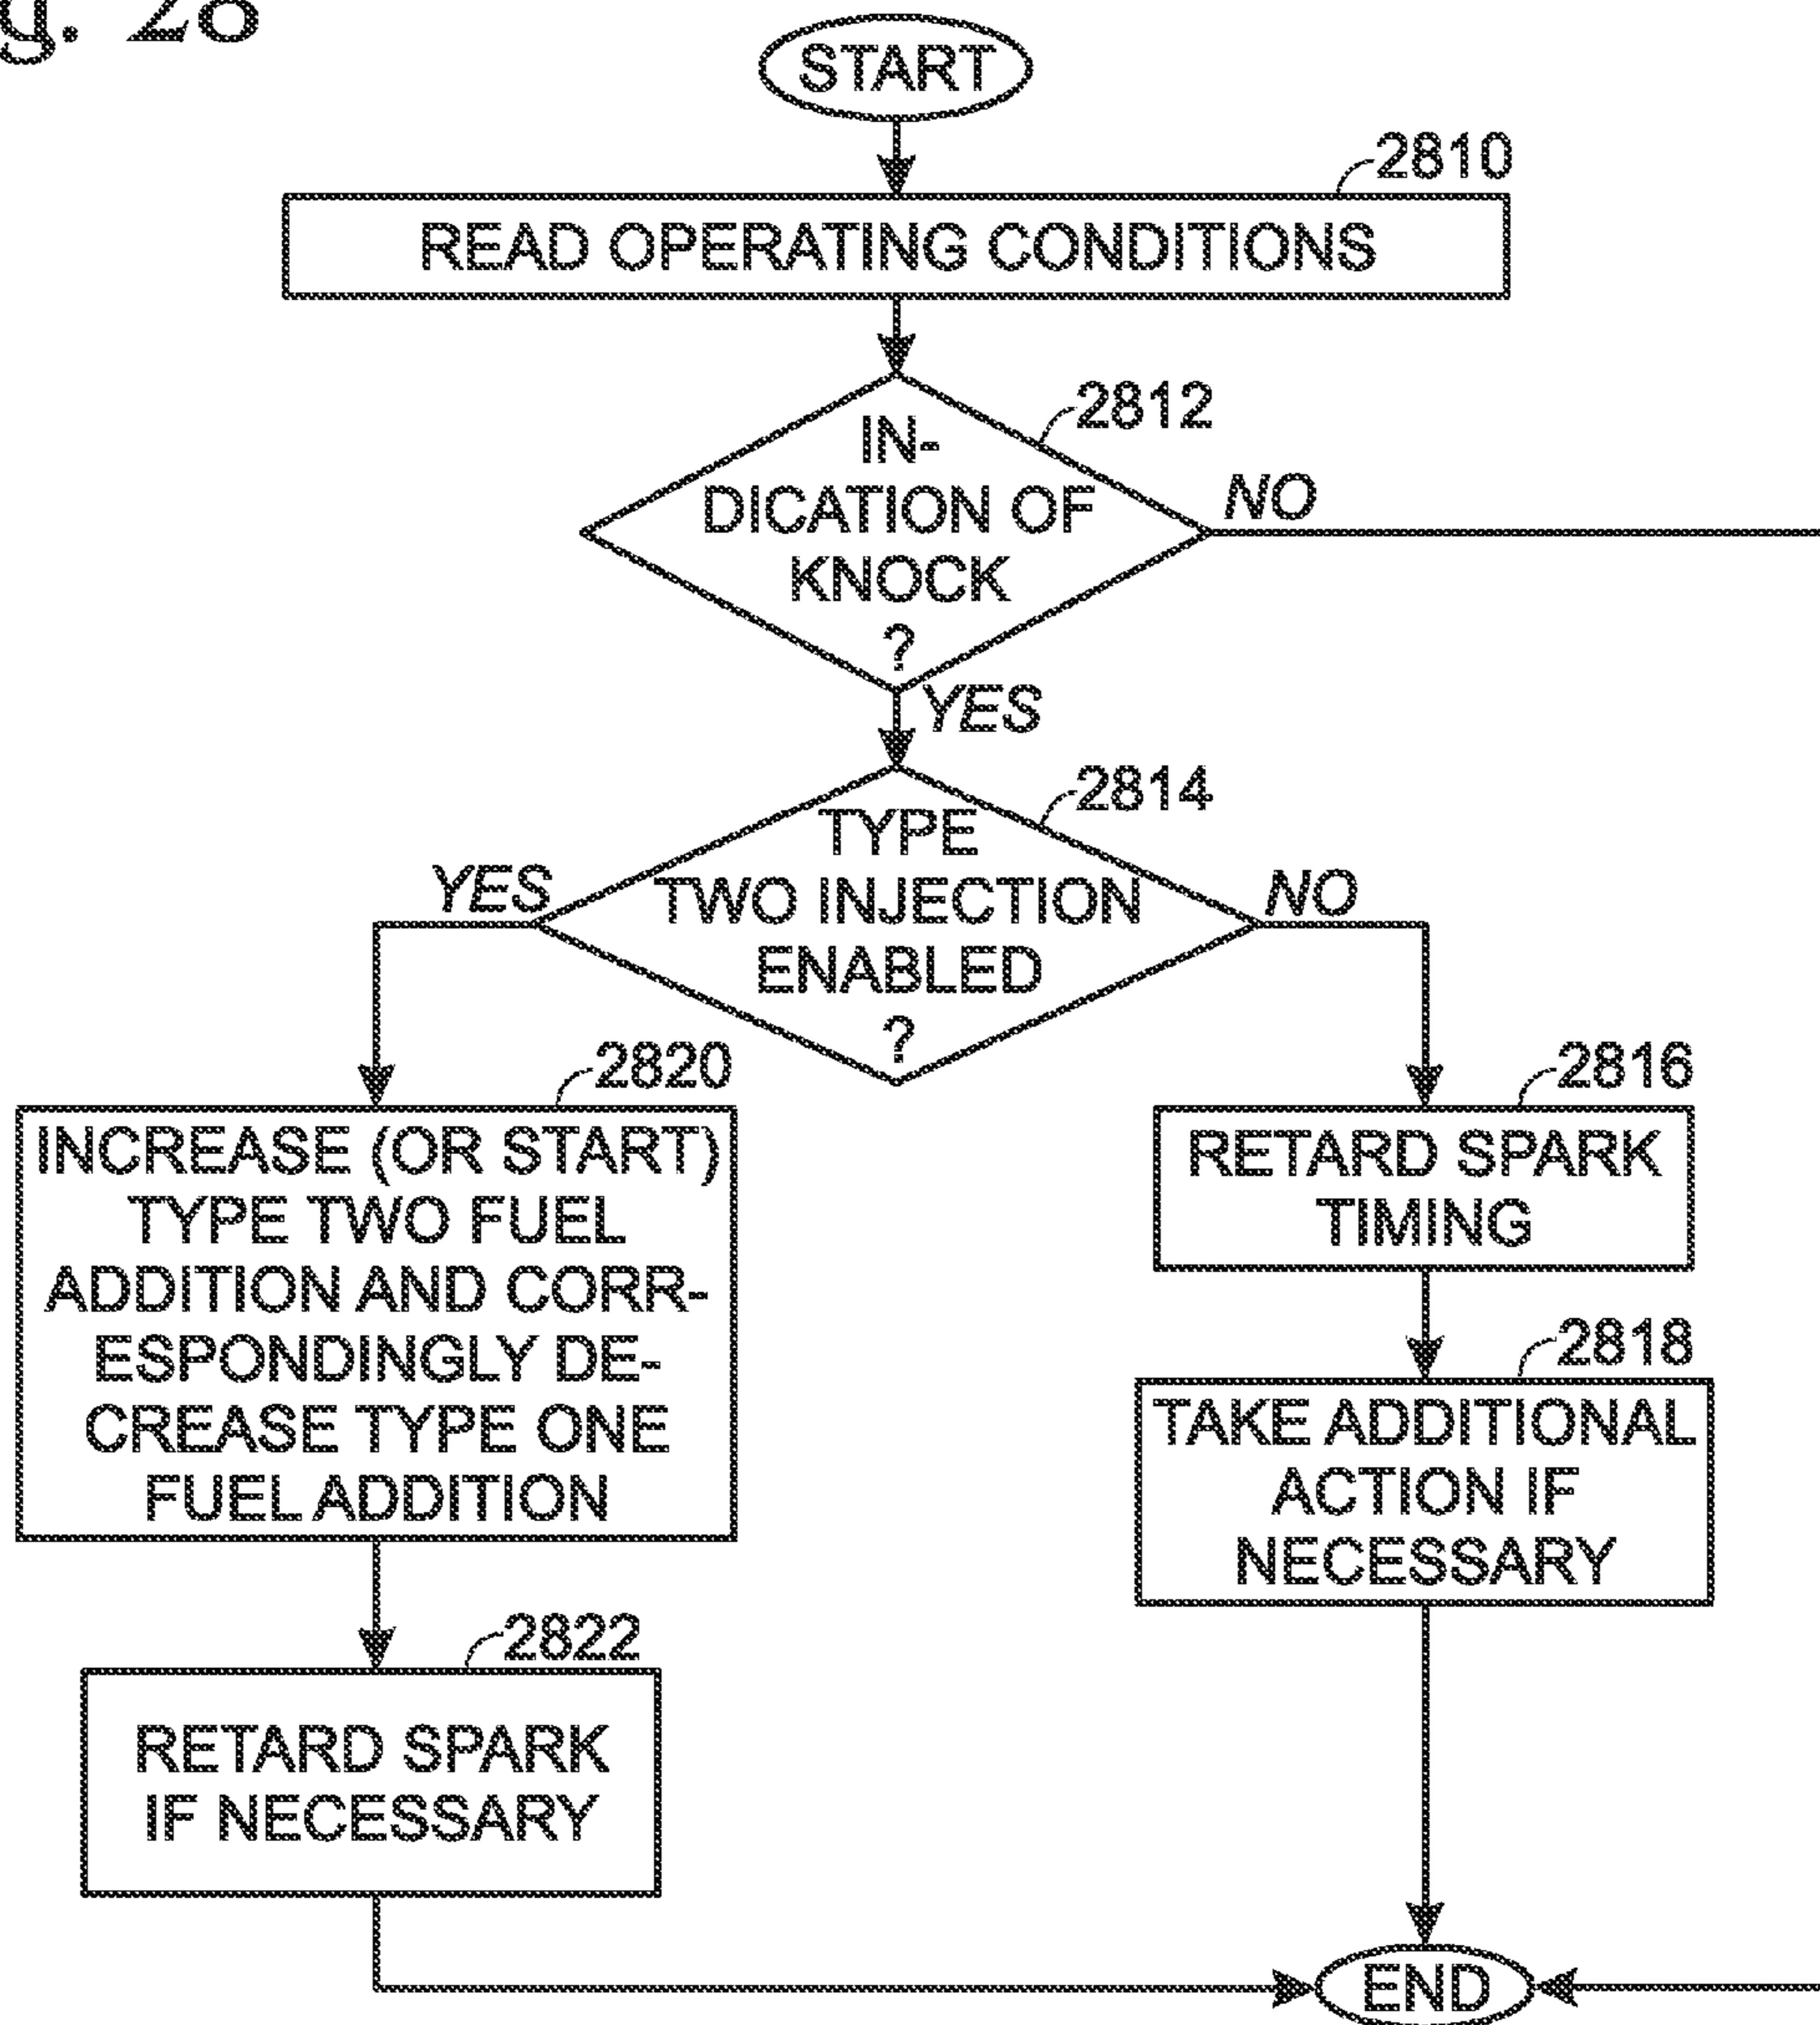 g. 28
START
2810
READ OPERATING CONDITIONS
2812
IN-
DICATION OF
KNOCK
?
NO
YES
2814
TYPE
TWO INJECTION
ENABLED
?
YES
NO
2820
INCREASE (OR START)
TYPE TWO FUEL
ADDITION AND CORR-
ESPONDINGLY DE-
CREASE TYPE ONE
FUEL ADDITION
2816
RETARD SPARK
TIMING
2818
TAKE ADDITIONAL
ACTION IF
NECESSARY
2822
RETARD SPARK
IF NECESSARY
END